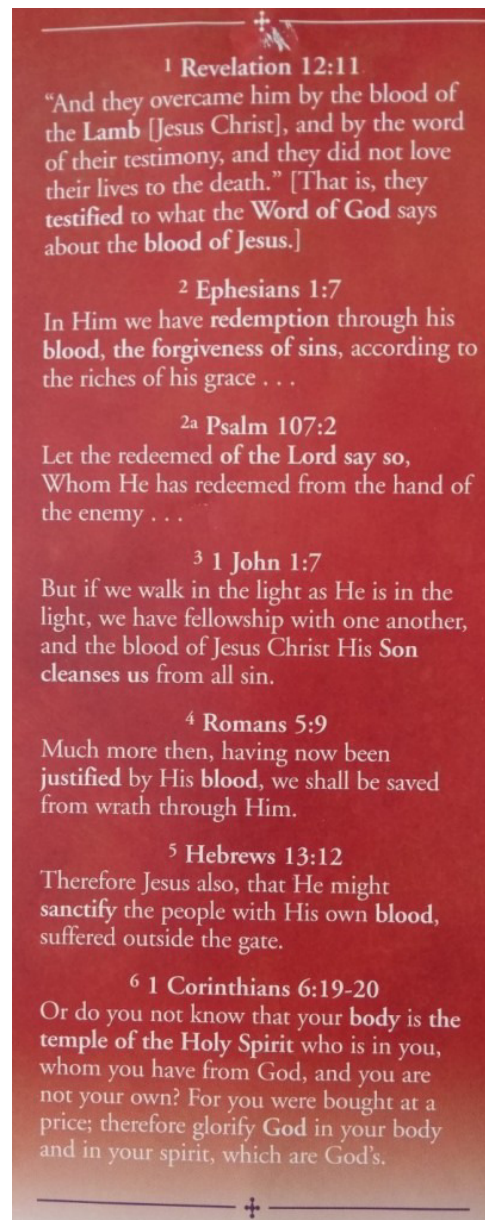 1 Revelation 12:11
“And they overcame him by the blood of
the Lamb [Jesus Christ], and by the word
of their testimony, and they did not love
their lives to the death.” [That is, they
testified to what the Word of God says
about the blood of Jesus.]
2 Ephesians 1:7
In Him we have redemption through his
blood, the forgiveness of sins, according to
the riches of his grace . . .
2a Psalm 107:2
Let the redeemed of the Lord say so,
Whom He has redeemed from the hand of
the enemy . . .
3 1 John 1:7
But if we walk in the light as He is in the
light, we have fellowship with one another,
and the blood of Jesus Christ His Son
cleanses us from all sin.
4 Romans 5:9
Much more then, having now been
justified by His blood, we shall be saved
from wrath through Him.
5 Hebrews 13:12
Therefore Jesus also, that He might
sanctify the people with His own blood,
suffered outside the gate.
6 1 Corinthians 6:19-20
Or do you not know that your body is the
temple of the Holy Spirit who is in you,
whom you have from God, and you are
not your own? For you were bought at a
price; therefore glorify God in your body
and in your spirit, which are God’s.